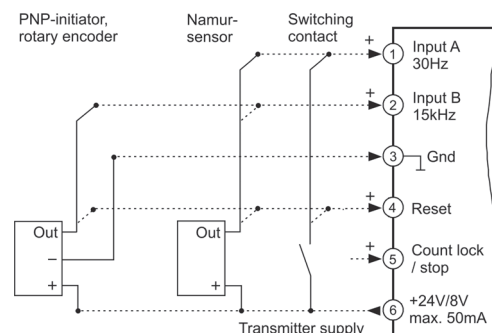 PNP-initiator,
rotary encoder
Namur-
sensor
Switching
contact
+
1
Input A
30Hz
+
2
Input B
15kHz
3
Gnd
+
4
Reset
+
5
Count lock
/ stop
6
+24V/8V
max. 50mA
Out
–
+
Out
+
Transmitter supply